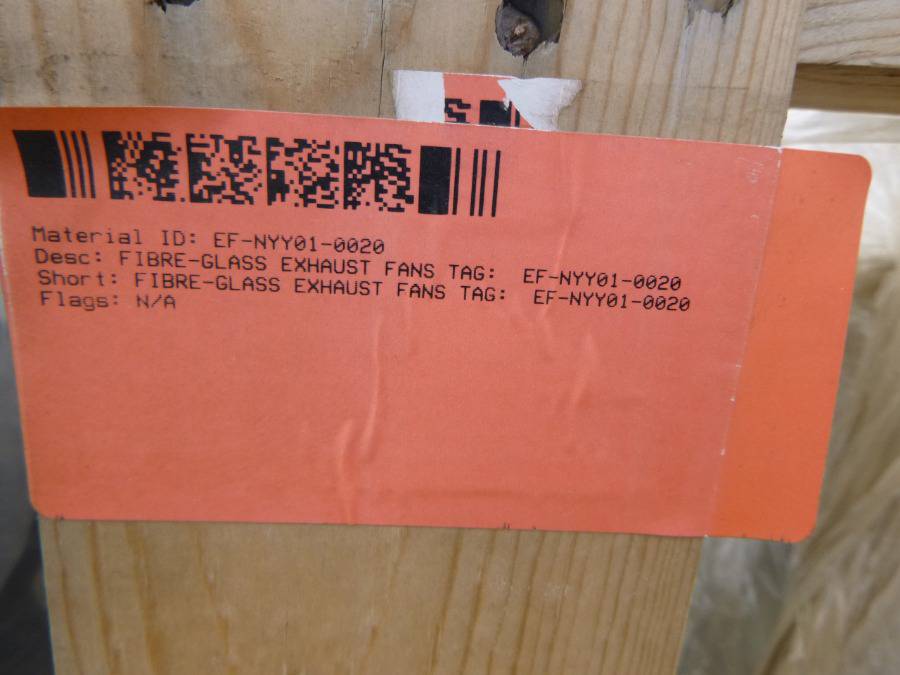 Material ID: EF-NYY01-0020
Desc: FIBRE-GLASS EXHAUST FANS TAG: EF-NYY01-0020
Short: FIBRE-GLASS EXHAUST FANS TAG: EF-NYY01-0020
Flags: N/A